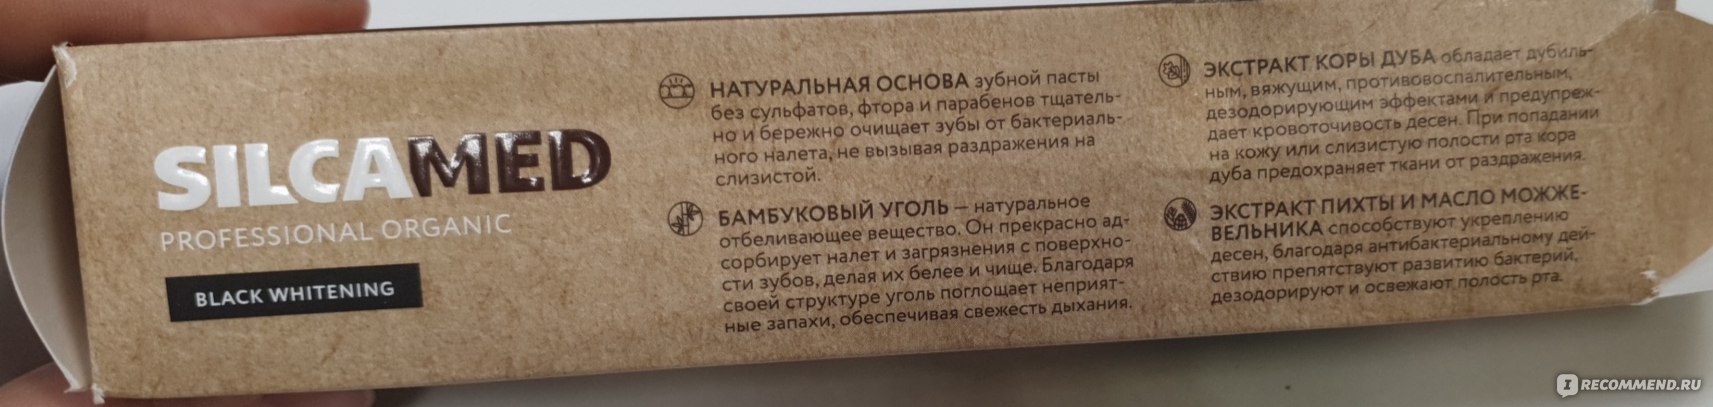 SILCAMED
PROFESSIONAL ORGANIC
BLACK WHITENING
НАТУРАЛЬНАЯ ОСНОВА зубной пасты
без сульфатов, фтора и парабенов тщатель-
но и бережно очищает зубы от бактериаль-
ного налета, не вызывая раздражения на
слизистой.
БАМБУКОВЫЙ УГОЛЬ — натуральное
отбеливающее вещество. Он прекрасно ад-
сорбирует налет и загрязнения с поверхно-
сти зубов, делая их белее и чище. Благодаря
своей структуре уголь поглощает неприят-
ные запахи, обеспечивая свежесть дыхания.
ЭКСТРАКТ КОРЫ ДУБА обладает дубиль-
ным, вяжущим, противовоспалительным,
дезодорирующим эффектами и предупреж-
дает кровоточивость десен. При попадании
на кожу или слизистую полости рта кора
дуба предохраняет ткани от раздражения.
ЭКСТРАКТ ПИХТЫ И МАСЛО МОЖЖЕ-
ВЕЛЬНИКА способствуют укреплению
десен, благодаря антибактериальному дей-
ствию препятствуют развитию бактерий,
дезодорируют и освежают полость рта.
IRECOMMEND.RU